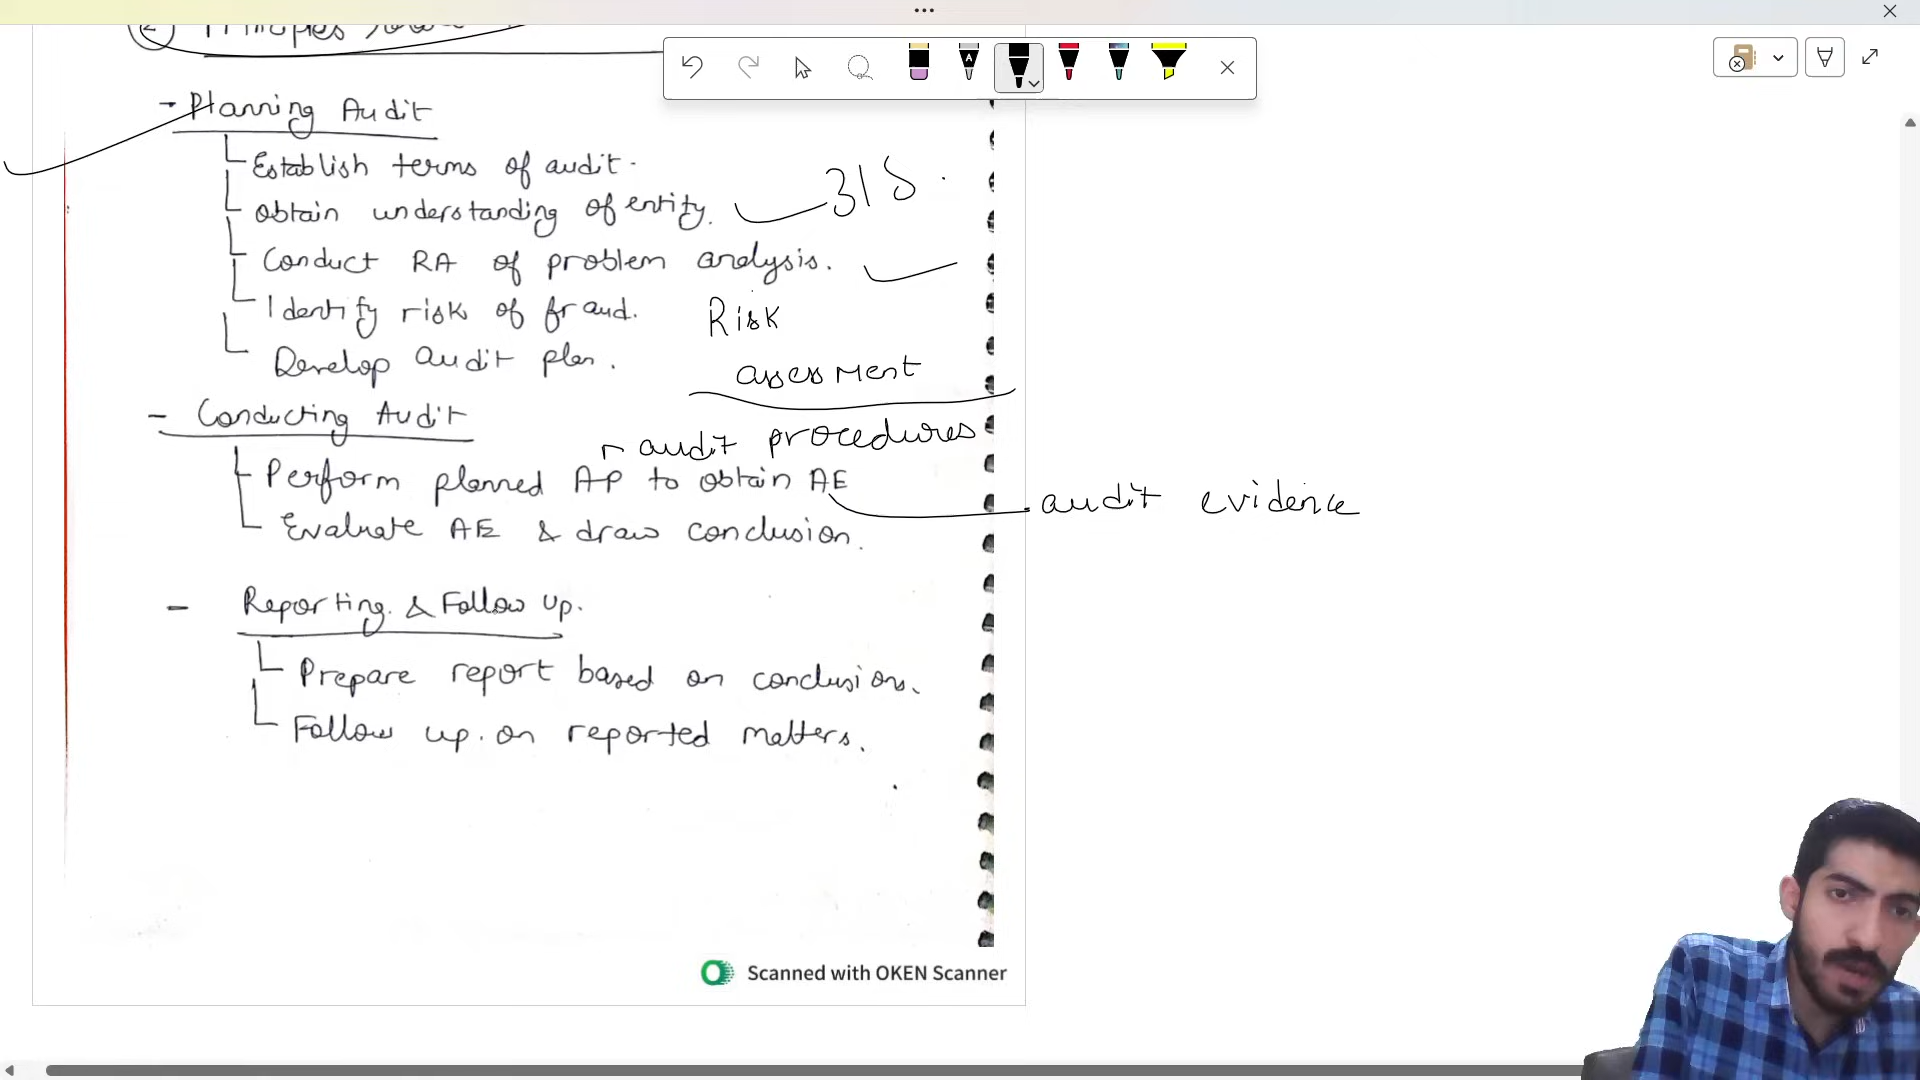 ② Principles
- Planning Audit
Establish terms of audit.
Obtain understanding of entity. 315.
Conduct RA of problem analysis.
Identify risk of fraud. Risk
assessment
Develop audit plan.
- Conducting Audit
audit procedures
Perform planned AP to obtain AE
audit evidence
Evaluate AE & draw conclusion.
- Reporting & Follow up.
Prepare report based on conclusions.
Follow up on reported matters.
Scanned with OKEN Scanner